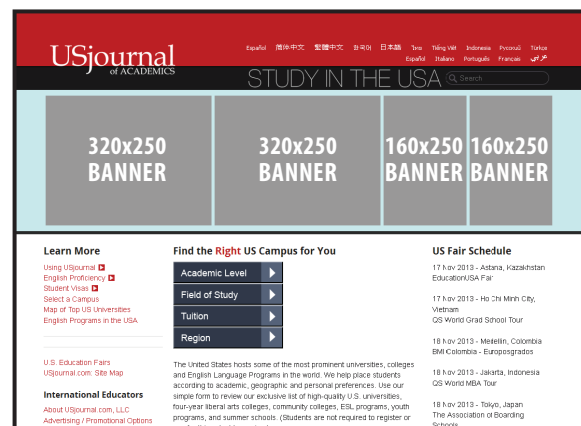 USjournal
of ACADEMICS
Español 简体中文 繁體中文 한국어 日本語 ไทย Tiếng Việt Indonesia Русский Türkçe
Español Italiano Português Français عربي
STUDY IN THE USA
Search
320x250
BANNER
320x250
BANNER
160x250
BANNER
160x250
BANNER
Learn More
Using USjournal
English Proficiency
Student Visas
Select a Campus
Map of Top US Universities
English Programs in the USA
U.S. Education Fairs
USjournal.com: Site Map
International Educators
About USjournal.com, LLC
Advertising / Promotional Options
Find the Right US Campus for You
Academic Level
Field of Study
Tuition
Region
The United States hosts some of the most prominent universities, colleges
and English Language Programs in the world. We help place students
according to academic, geographic and personal preferences. Use our
simple form to review our exclusive list of high-quality U.S. universities,
four-year liberal arts colleges, community colleges, ESL programs, youth
programs, and summer schools. (Students are not required to register or
US Fair Schedule
17 Nov 2013 - Astana, Kazakhstan
EducationUSA Fair
17 Nov 2013 - Ho Chi Minh City,
Vietnam
QS World Grad School Tour
18 Nov 2013 - Medellin, Colombia
BMI Colombia - Europosgrados
18 Nov 2013 - Jakarta, Indonesia
QS World MBA Tour
18 Nov 2013 - Tokyo, Japan
The Association of Boarding
Schools